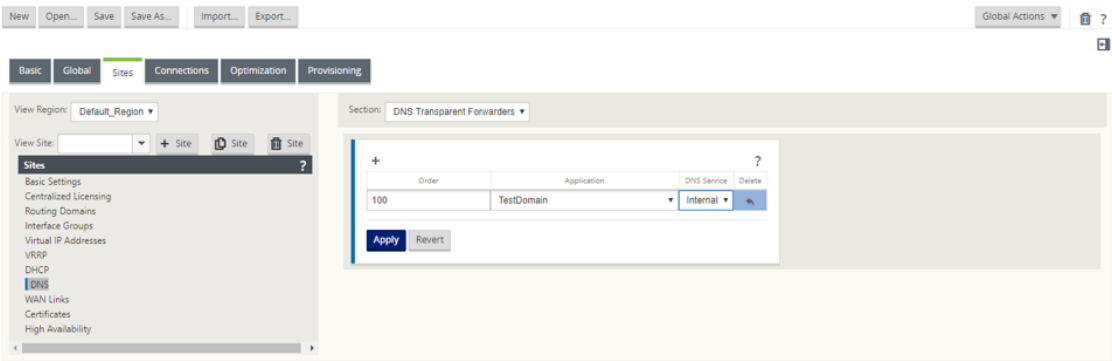 New Open... Save Save As... Import... Export... Global Actions ?
Basic Global Sites Connections Optimization Provisioning
View Region: Default_Region Section: DNS Transparent Forwarders
View Site: + Site Site Site
Sites ?
Basic Settings
Centralized Licensing
Routing Domains
Interface Groups
Virtual IP Addresses
VRRP
DHCP
DNS
WAN Links
Certificates
High Availability
+ ?
Order Application DNS Service Delete
100 TestDomain Internal
Apply Revert